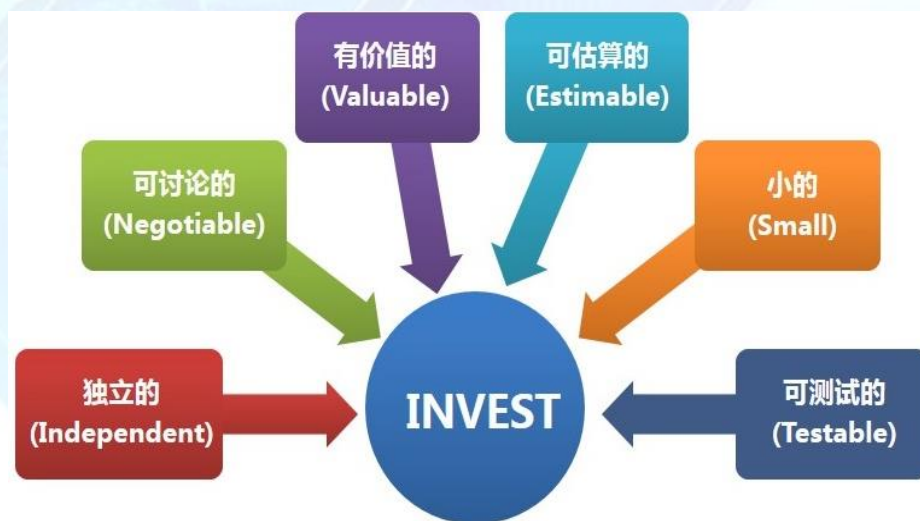 有价值的
(Valuable)
可估算的
(Estimable)
可讨论的
(Negotiable)
小的
(Small)
独立的
(Independent)
INVEST
可测试的
(Testable)